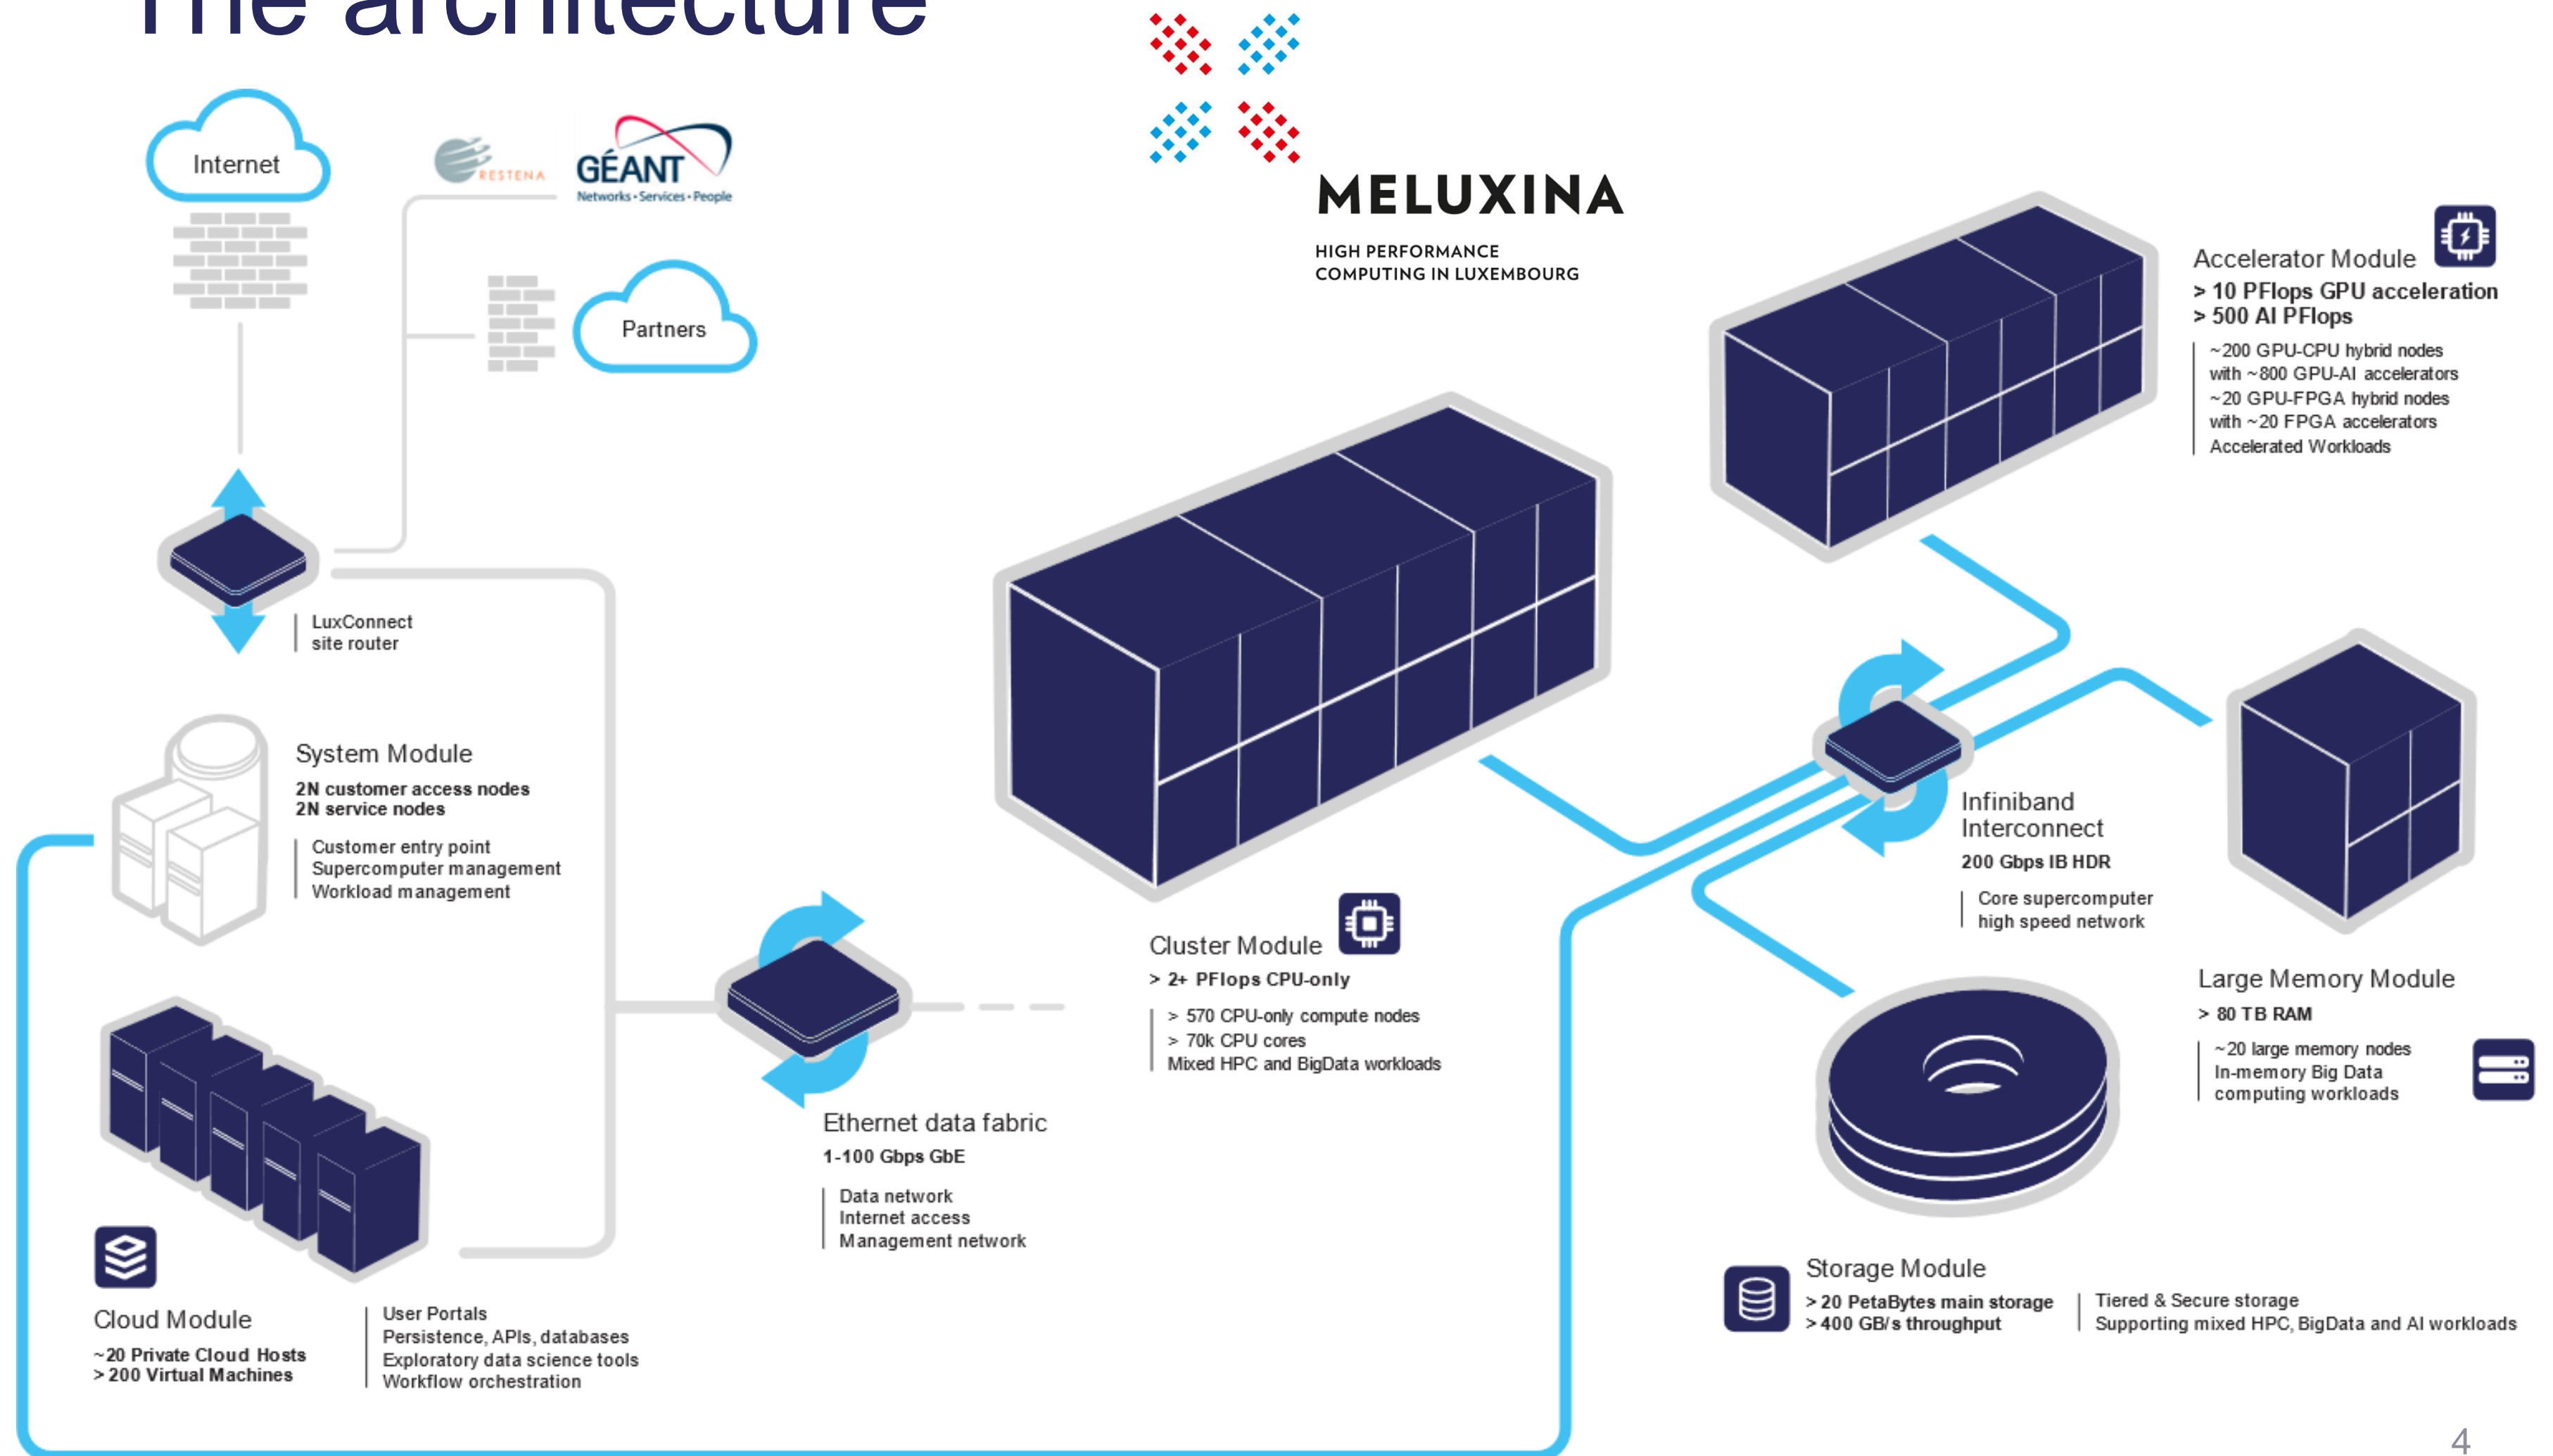 The architecture
MELUXINA
HIGH PERFORMANCE
COMPUTING IN LUXEMBOURG
Internet
RESTENA
GÉANT
Networks • Services • People
Partners
LuxConnect
site router
System Module
2N customer access nodes
2N service nodes
Customer entry point
Supercomputer management
Workload management
Cloud Module
~20 Private Cloud Hosts
> 200 Virtual Machines
User Portals
Persistence, APIs, databases
Exploratory data science tools
Workflow orchestration
Ethernet data fabric
1-100 Gbps GbE
Data network
Internet access
Management network
Cluster Module
> 2+ PFlops CPU-only
> 570 CPU-only compute nodes
> 70k CPU cores
Mixed HPC and BigData workloads
Accelerator Module
> 10 PFlops GPU acceleration
> 500 AI PFlops
~200 GPU-CPU hybrid nodes
with ~800 GPU-AI accelerators
~20 GPU-FPGA hybrid nodes
with ~20 FPGA accelerators
Accelerated Workloads
Infiniband
Interconnect
200 Gbps IB HDR
Core supercomputer
high speed network
Large Memory Module
> 80 TB RAM
~20 large memory nodes
In-memory Big Data
computing workloads
Storage Module
> 20 PetaBytes main storage
> 400 GB/s throughput
Tiered & Secure storage
Supporting mixed HPC, BigData and AI workloads
4